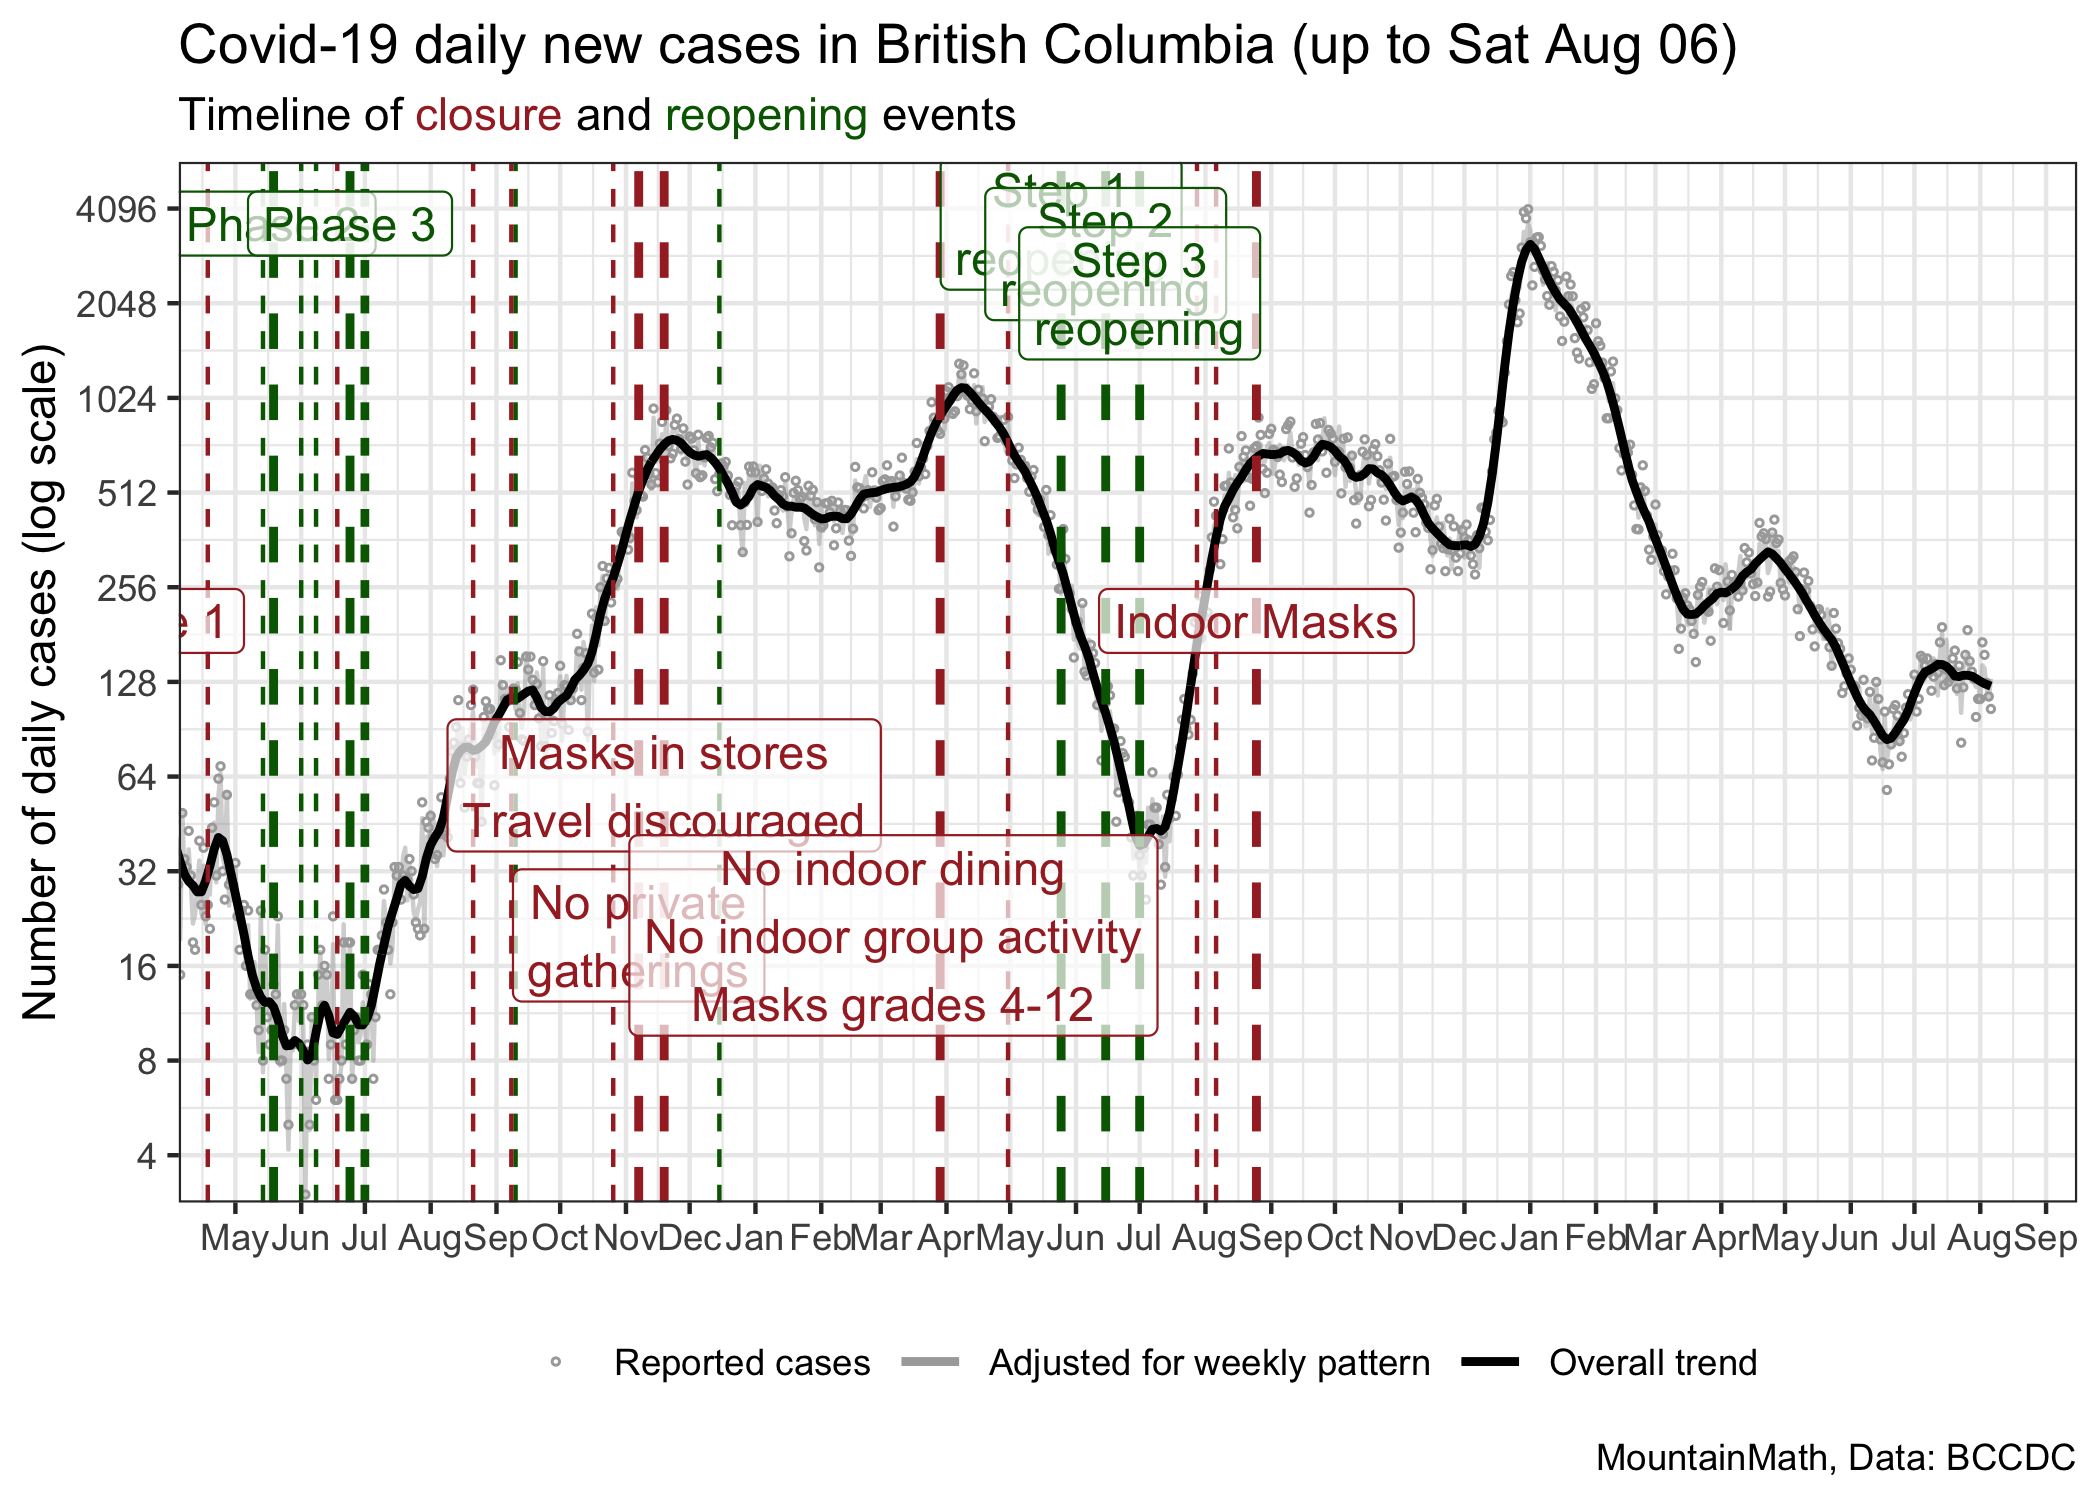 Covid-19 daily new cases in British Columbia (up to Sat Aug 06)
Timeline of closure and reopening events
Number of daily cases (log scale)
4096
2048
1024
512
256
128
64
32
16
8
4
Phase 3
Step 1
Step 2
Step 3
reopening
reopening
e 1
Indoor Masks
Masks in stores
Travel discouraged
No private
gatherings
No indoor dining
No indoor group activity
Masks grades 4-12
May Jun Jul Aug Sep Oct Nov Dec Jan Feb Mar Apr May Jun Jul Aug Sep Oct Nov Dec Jan Feb Mar Apr May Jun Jul Aug Sep
Reported cases Adjusted for weekly pattern Overall trend
MountainMath, Data: BCCDC